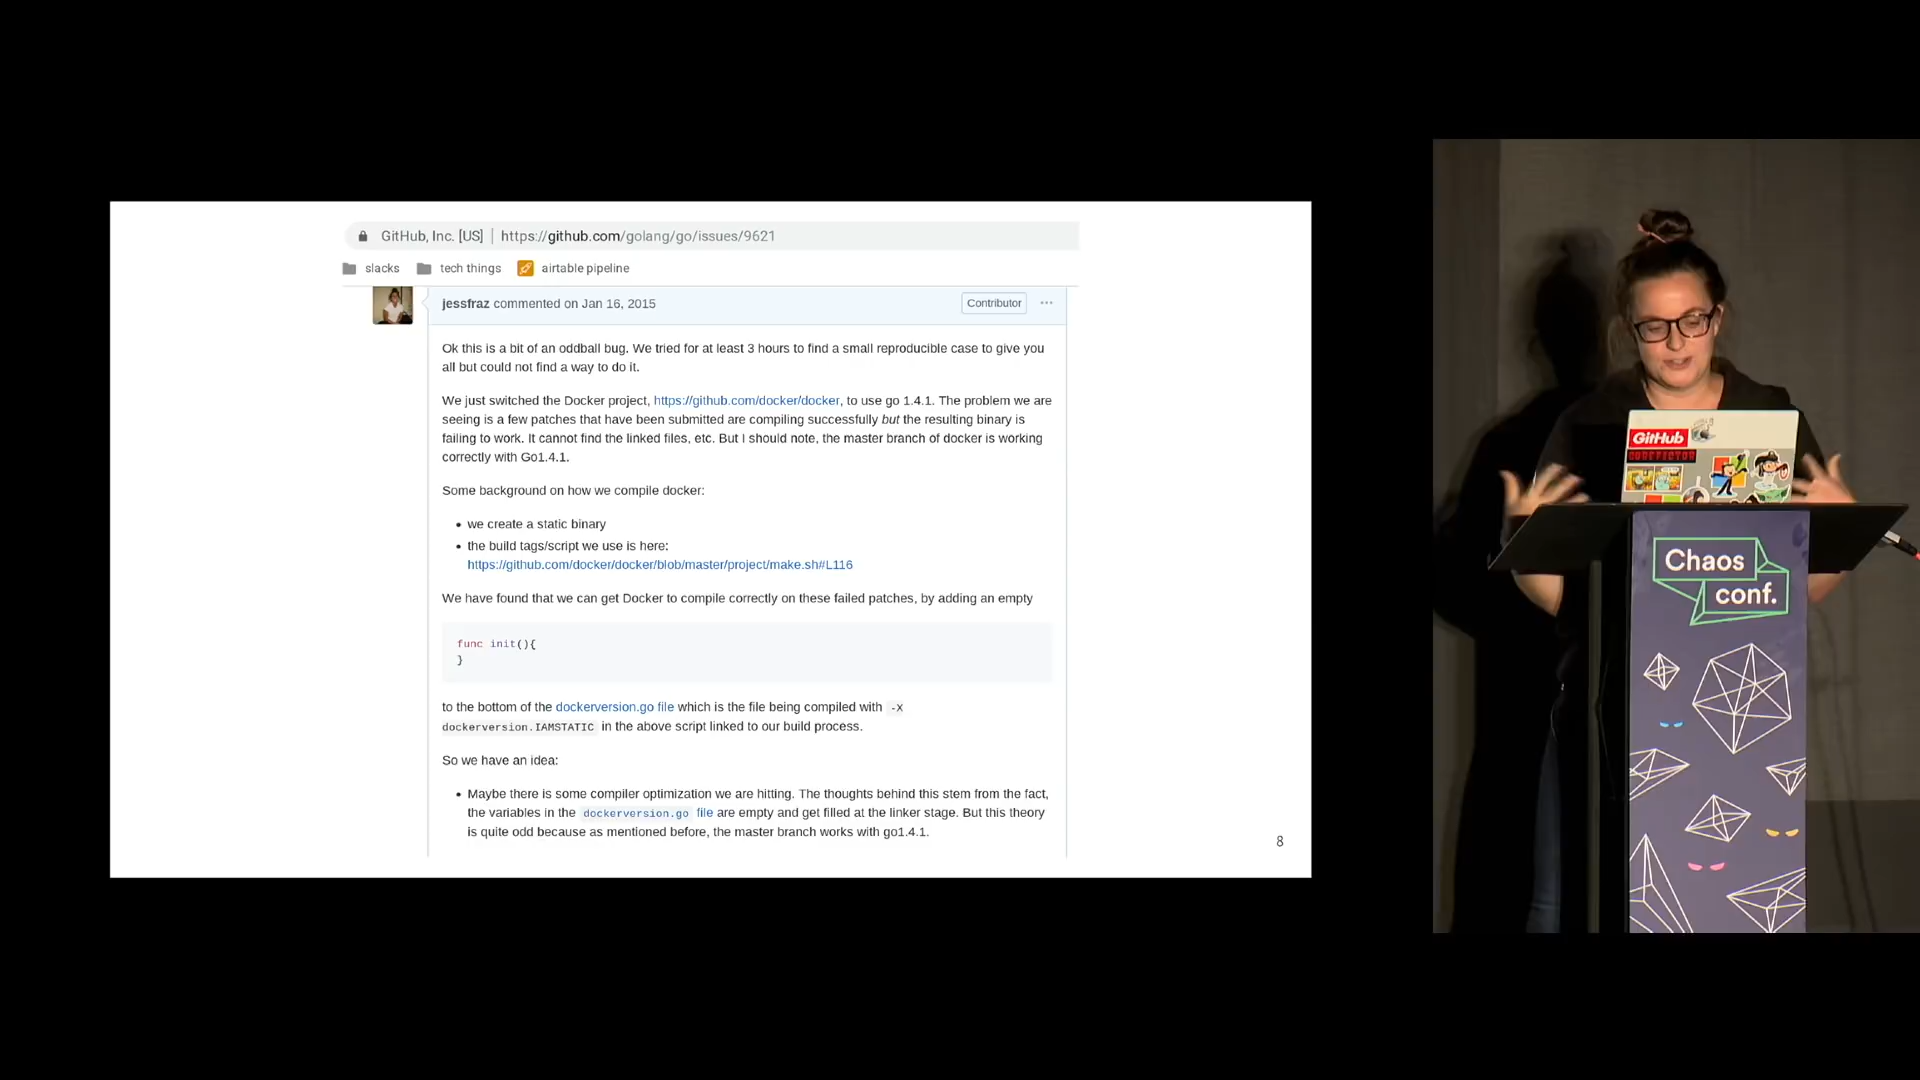 GitHub, Inc. [US] | https://github.com/golang/go/issues/9621
slacks tech things airtable pipeline
jessfraz commented on Jan 16, 2015 Contributor ...
Ok this is a bit of an oddball bug. We tried for at least 3 hours to find a small reproducible case to give you
all but could not find a way to do it.
We just switched the Docker project, https://github.com/docker/docker, to use go 1.4.1. The problem we are
seeing is a few patches that have been submitted are compiling successfully but the resulting binary is
failing to work. It cannot find the linked files, etc. But I should note, the master branch of docker is working
correctly with Go1.4.1.
Some background on how we compile docker:
• we create a static binary
• the build tags/script we use is here:
https://github.com/docker/docker/blob/master/project/make.sh#L116
We have found that we can get Docker to compile correctly on these failed patches, by adding an empty
func init(){
}
to the bottom of the dockerversion.go file which is the file being compiled with -X
dockerversion.IAMSTATIC in the above script linked to our build process.
So we have an idea:
• Maybe there is some compiler optimization we are hitting. The thoughts behind this stem from the fact,
the variables in the dockerversion.go file are empty and get filled at the linker stage. But this theory
is quite odd because as mentioned before, the master branch works with go1.4.1.
8
GitHub
Chaos
conf.